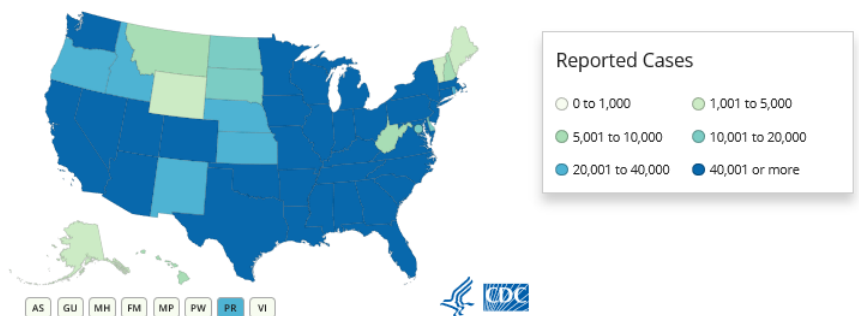 Reported Cases
0 to 1,000 1,001 to 5,000
5,001 to 10,000 10,001 to 20,000
20,001 to 40,000 40,001 or more
CDC
AS GU MH FM MP PW PR VI